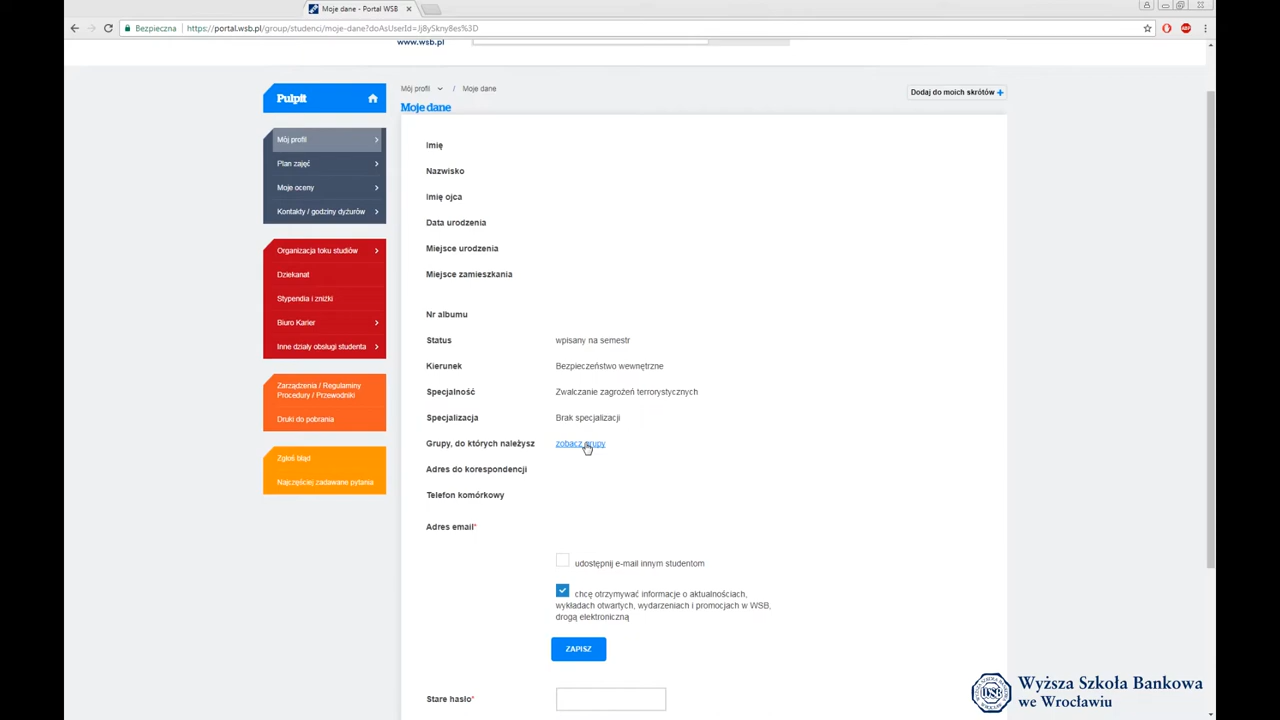 Moje dane - Portal WSB
Bezpieczna
https://portal.wsb.pl/group/studenci/moje-dane?doAsUserId=Jj8ySkny8es%3D
www.wsb.pl
Pulpit
Mój profil
Plan zajęć
Moje oceny
Kontakty / godziny dyżurów
Organizacja toku studiów
Dziekanat
Stypendia i zniżki
Biuro Karier
Inne działy obsługi studenta
Zarządzenia / Regulaminy
Procedury / Przewodniki
Druki do pobrania
Zgłoś błąd
Najczęściej zadawane pytania
Mój profil / Moje dane
Dodaj do moich skrótów +
Moje dane
Imię
Nazwisko
Imię ojca
Data urodzenia
Miejsce urodzenia
Miejsce zamieszkania
Nr albumu
Status wpisany na semestr
Kierunek Bezpieczeństwo wewnętrzne
Specjalność Zwalczanie zagrożeń terrorystycznych
Specjalizacja Brak specjalizacji
Grupy, do których należysz zobacz grupy
Adres do korespondencji
Telefon komórkowy
Adres email*
udostępnij e-mail innym studentom
chcę otrzymywać informacje o aktualnościach,
wykładach otwartych, wydarzeniach i promocjach w WSB,
drogą elektroniczną
ZAPISZ
Stare hasło*
Wyższa Szkoła Bankowa
we Wrocławiu